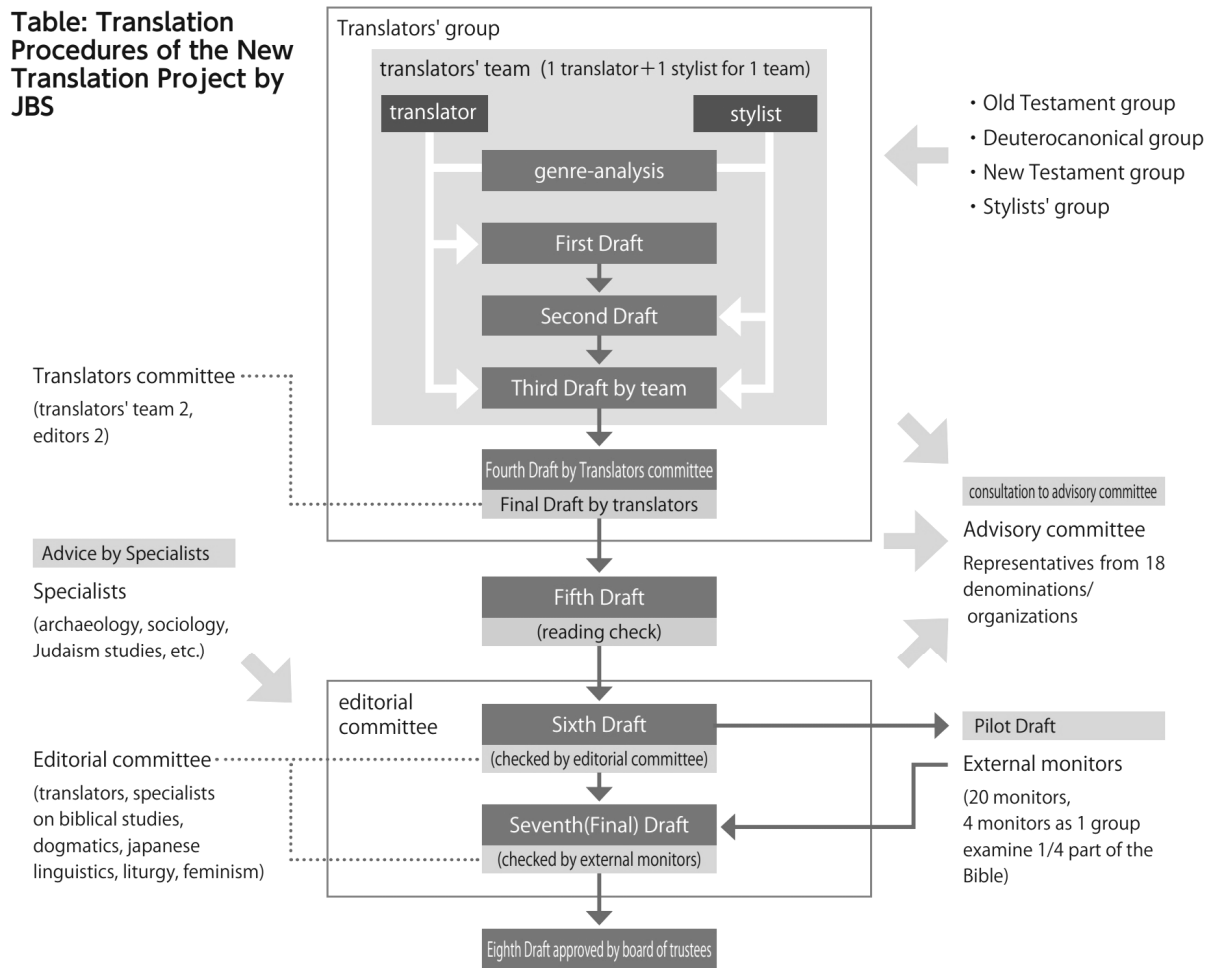 Table: Translation
Procedures of the New
Translation Project by
JBS
Translators' group
translators' team (1 translator+1 stylist for 1 team)
translator
stylist
genre-analysis
First Draft
Second Draft
Third Draft by team
Fourth Draft by Translators committee
Final Draft by translators
・Old Testament group
・Deuterocanonical group
・New Testament group
・Stylists' group
Translators committee
(translators' team 2,
editors 2)
Advice by Specialists
Specialists
(archaeology, sociology,
Judaism studies, etc.)
Fifth Draft
(reading check)
consultation to advisory committee
Advisory committee
Representatives from 18
denominations/
organizations
editorial
committee
Sixth Draft
(checked by editorial committee)
Seventh(Final) Draft
(checked by external monitors)
Editorial committee
(translators, specialists
on biblical studies,
dogmatics, japanese
linguistics, liturgy, feminism)
Pilot Draft
External monitors
(20 monitors,
4 monitors as 1 group
examine 1/4 part of the
Bible)
Eighth Draft approved by board of trustees